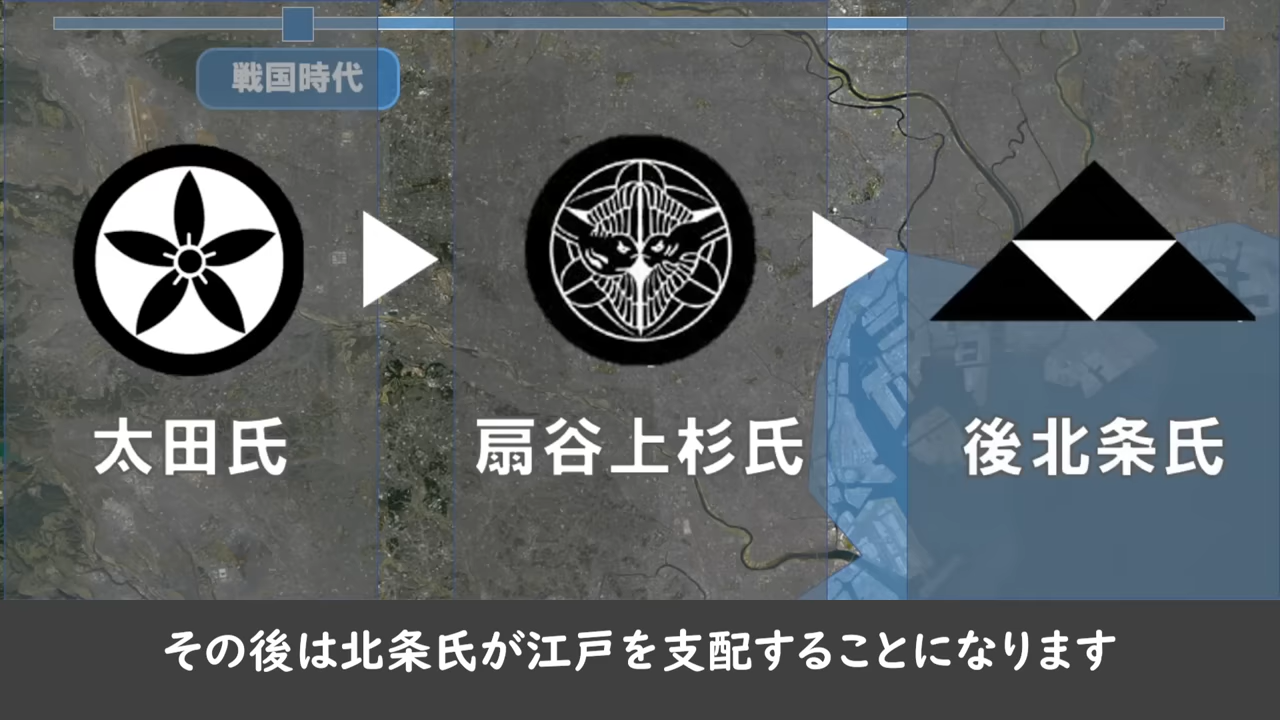 戦国時代
太田氏
扇谷上杉氏
後北条氏
その後は北条氏が江戸を支配することになります